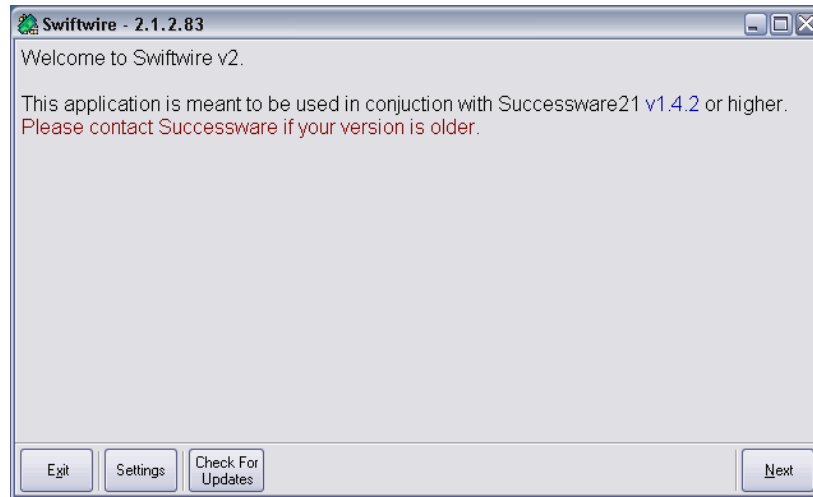 Swiftwire - 2.1.2.83
Welcome to Swiftwire v2.
This application is meant to be used in conjuction with Successware21 v1.4.2 or higher.
Please contact Successware if your version is older.
Exit
Settings
Check For
Updates
Next